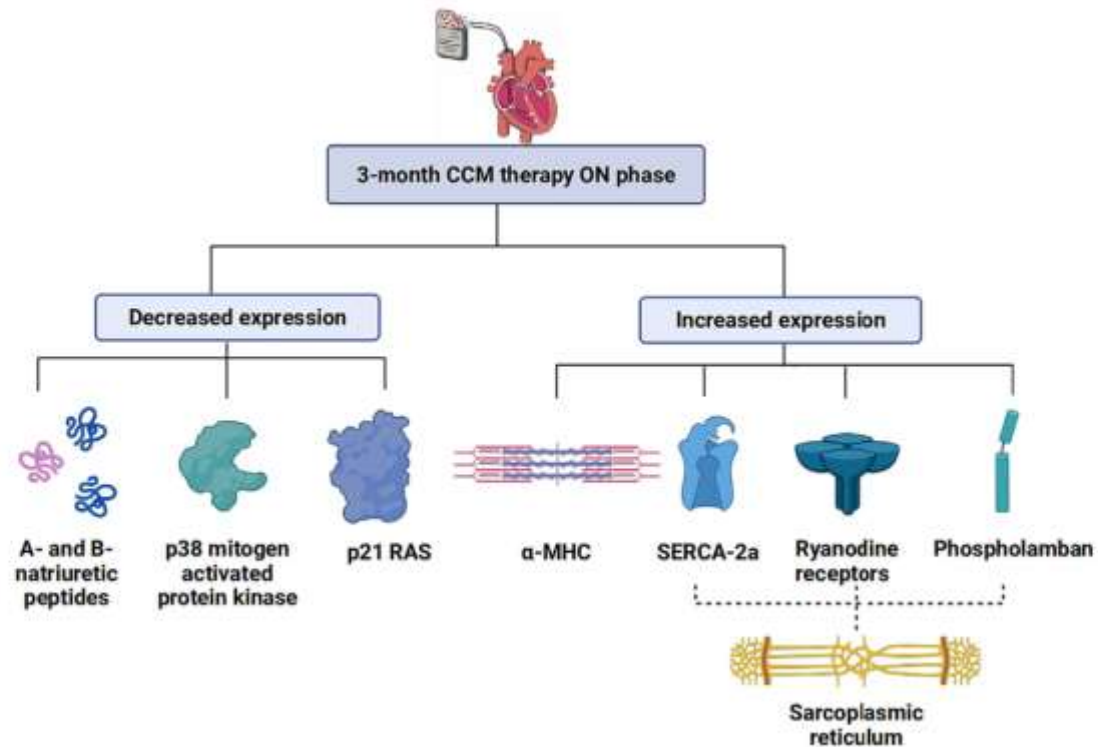 3-month CCM therapy ON phase
Decreased expression
Increased expression
A- and B-
natriuretic
peptides
p38 mitogen
activated
protein kinase
p21 RAS
α-MHC
SERCA-2a
Ryanodine
receptors
Phospholamban
Sarcoplasmic
reticulum